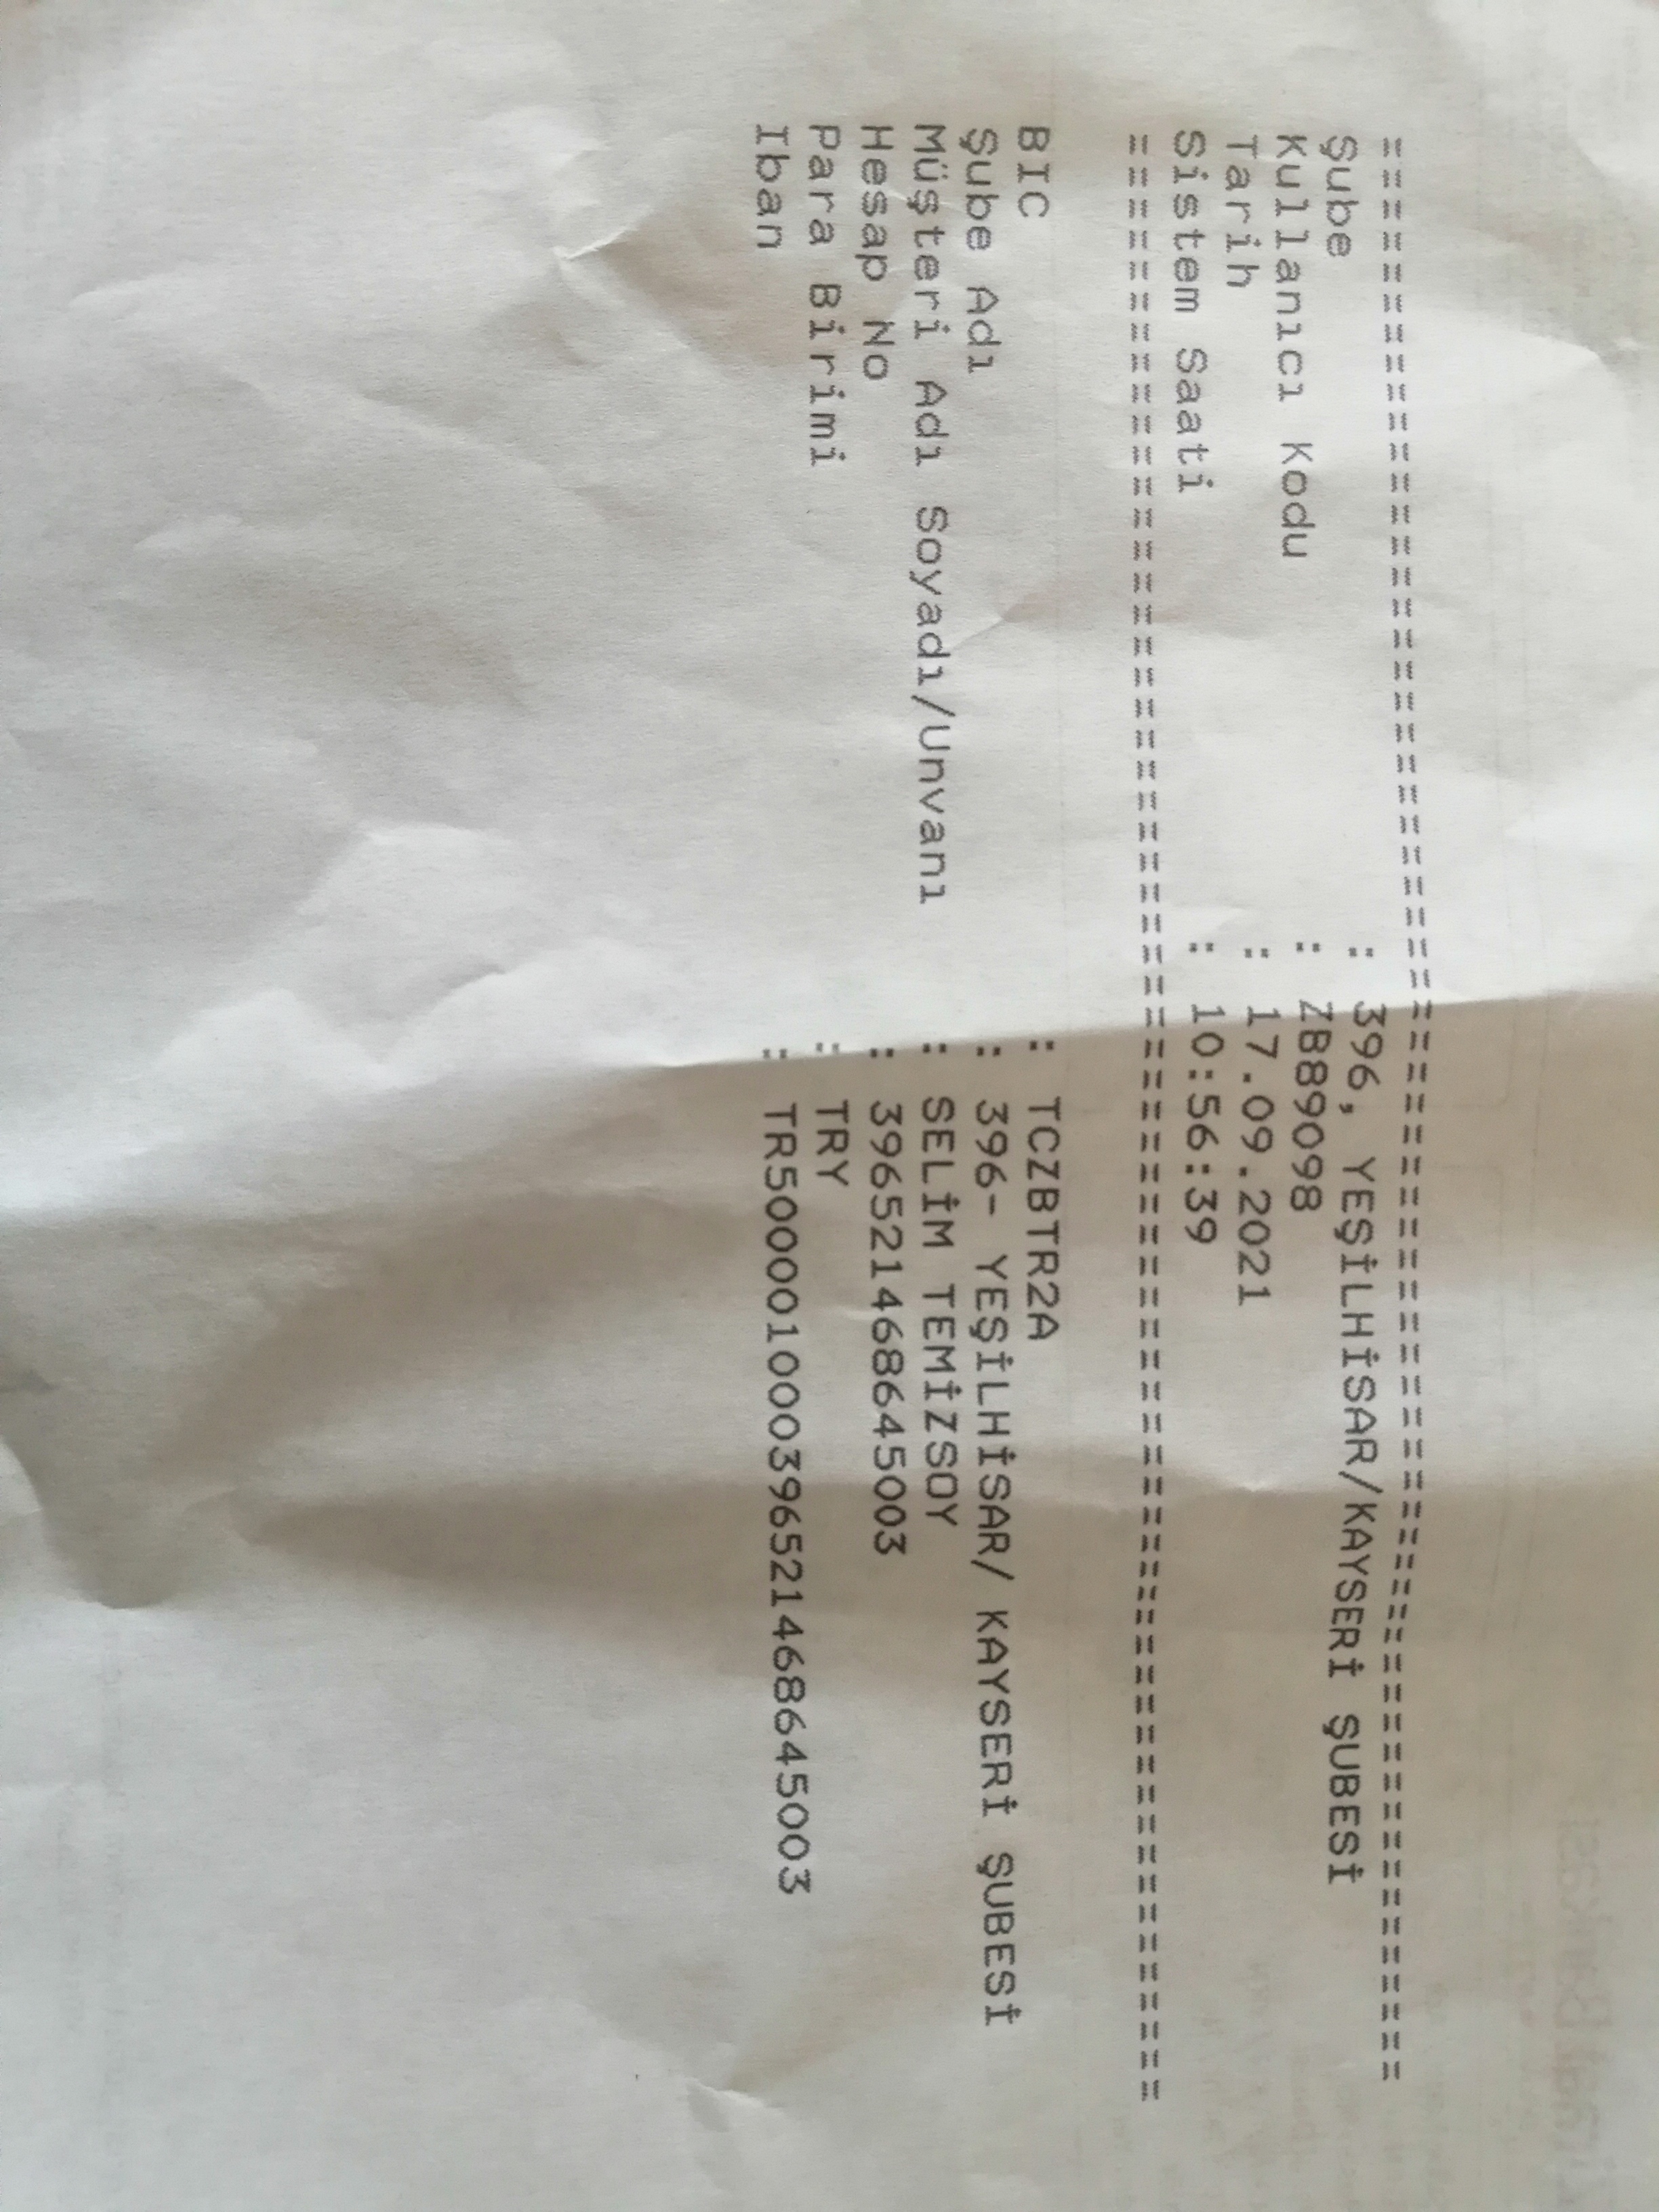 ==================================================================
Şube : 396, YEŞİLHİSAR/KAYSERİ ŞUBESİ
Kullanıcı Kodu : ZB89098
Tarih : 17.09.2021
Sistem Saati : 10:56:39
==================================================================
BIC : TCZBTR2A
Şube Adı : 396- YEŞİLHİSAR/ KAYSERİ ŞUBESİ
Müşteri Adı Soyadı/Unvanı : SELİM TEMİZSOY
Hesap No : 396521468645003
Para Birimi : TRY
Iban : TR500001000396521468645003